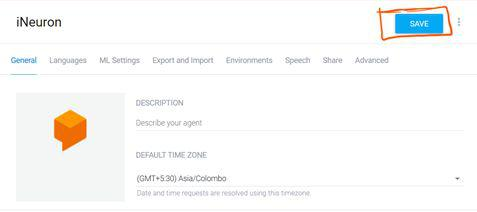 iNeuron
SAVE
General Languages ML Settings Export and Import Environments Speech Share Advanced
DESCRIPTION
Describe your agent
DEFAULT TIME ZONE
(GMT+5:30) Asia/Colombo
Date and time requests are resolved using this timezone.